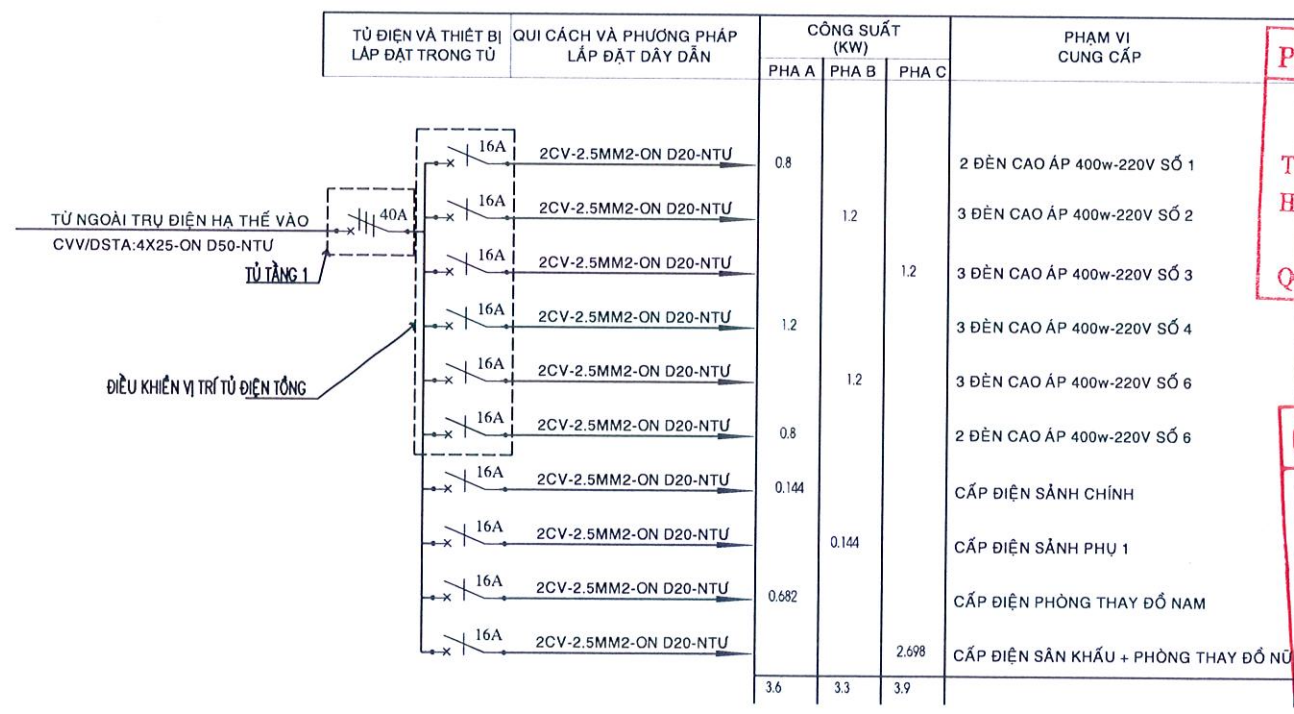 TỦ ĐIỆN VÀ THIẾT BỊ
LẮP ĐẶT TRONG TỦ
QUI CÁCH VÀ PHƯƠNG PHÁP
LẮP ĐẶT DÂY DẪN
CÔNG SUẤT
(KW)
PHA A
PHA B
PHA C
PHẠM VI
CUNG CẤP
16A
2CV-2.5MM2-ON D20-NTƯ
0.8
2 ĐÈN CAO ÁP 400w-220V SỐ 1
16A
2CV-2.5MM2-ON D20-NTƯ
1.2
3 ĐÈN CAO ÁP 400w-220V SỐ 2
TỪ NGOÀI TRỤ ĐIỆN HẠ THẾ VÀO
CVV/DSTA:4X25-ON D50-NTƯ
40A
TỦ TẦNG 1
16A
2CV-2.5MM2-ON D20-NTƯ
1.2
3 ĐÈN CAO ÁP 400w-220V SỐ 3
16A
2CV-2.5MM2-ON D20-NTƯ
1.2
3 ĐÈN CAO ÁP 400w-220V SỐ 4
ĐIỀU KHIỂN VỊ TRÍ TỦ ĐIỆN TỔNG
16A
2CV-2.5MM2-ON D20-NTƯ
1.2
3 ĐÈN CAO ÁP 400w-220V SỐ 6
16A
2CV-2.5MM2-ON D20-NTƯ
0.8
2 ĐÈN CAO ÁP 400w-220V SỐ 6
16A
2CV-2.5MM2-ON D20-NTƯ
0.144
CẤP ĐIỆN SẢNH CHÍNH
16A
2CV-2.5MM2-ON D20-NTƯ
0.144
CẤP ĐIỆN SẢNH PHỤ 1
16A
2CV-2.5MM2-ON D20-NTƯ
0.682
CẤP ĐIỆN PHÒNG THAY ĐỔ NAM
16A
2CV-2.5MM2-ON D20-NTƯ
2.698
CẤP ĐIỆN SÂN KHẤU + PHÒNG THAY ĐỔ NỮ
3.6
3.3
3.9
P
T
H
Q